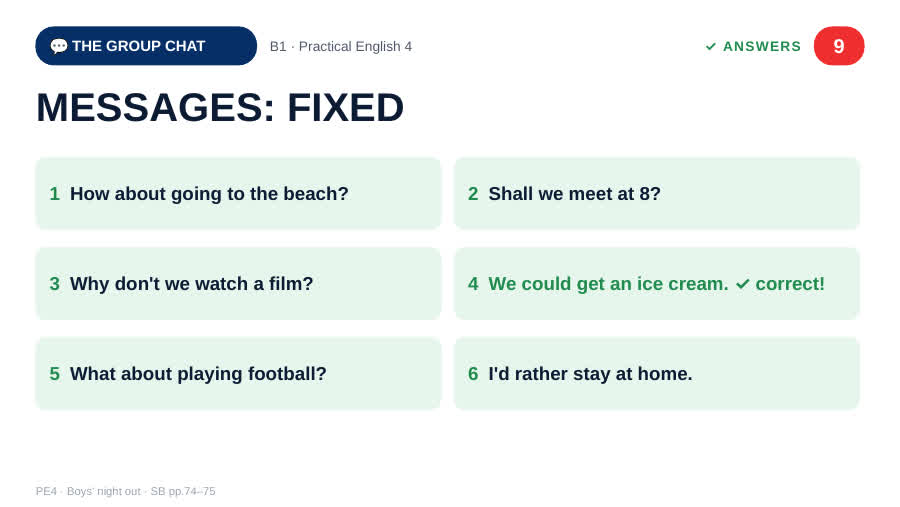 💬 THE GROUP CHAT
B1 · Practical English 4
✓ ANSWERS
9
MESSAGES: FIXED
1 How about going to the beach?
2 Shall we meet at 8?
3 Why don't we watch a film?
4 We could get an ice cream. ✓ correct!
5 What about playing football?
6 I'd rather stay at home.
PE4 · Boys' night out · SB pp.74–75